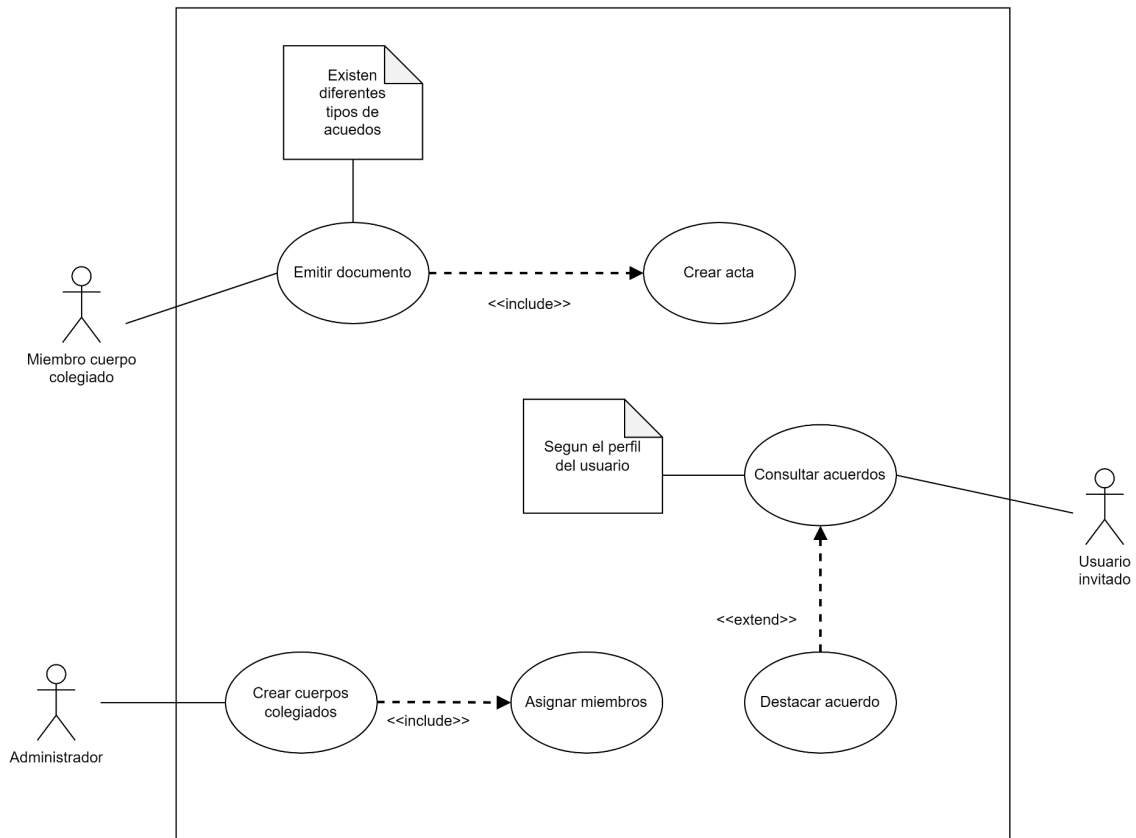 Existen
diferentes
tipos de
acuedos
Emitir documento
Crear acta
<<include>>
Miembro cuerpo
colegiado
Segun el perfil
del usuario
Consultar acuerdos
Usuario
invitado
<<extend>>
Crear cuerpos
colegiados
Asignar miembros
Destacar acuerdo
<<include>>
Administrador